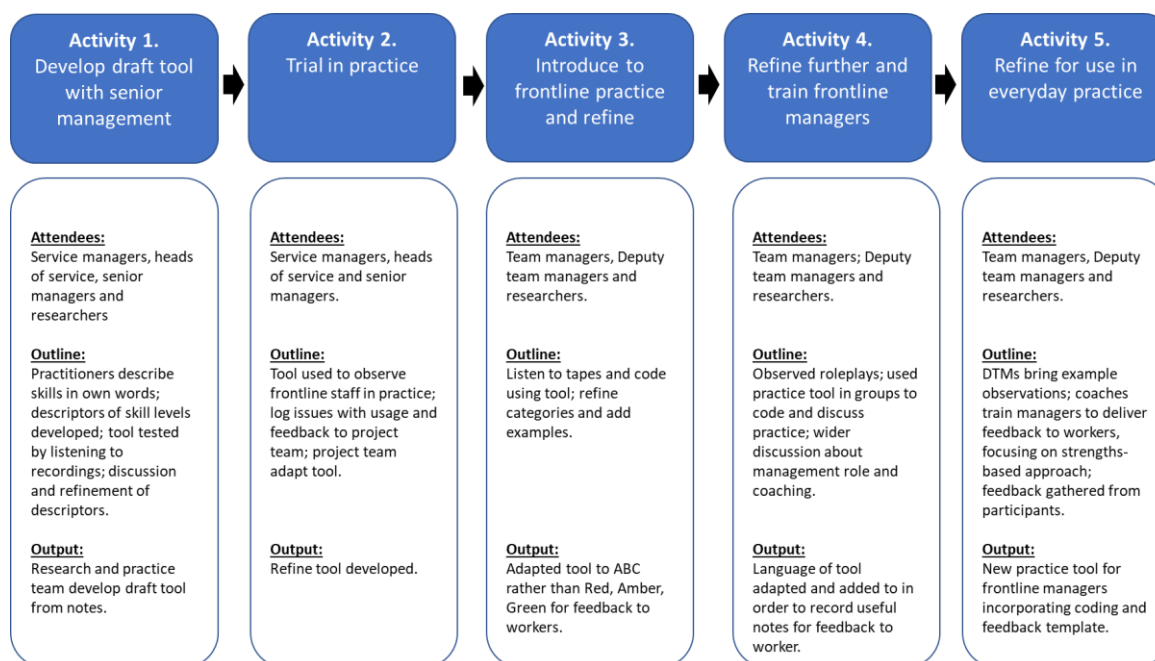 Activity 1.
Develop draft tool
with senior
management
Activity 2.
Trial in practice
Activity 3.
Introduce to
frontline practice
and refine
Activity 4.
Refine further and
train frontline
managers
Activity 5.
Refine for use in
everyday practice
Attendees:
Service managers, heads
of service, senior
managers and
researchers
Outline:
Practitioners describe
skills in own words;
descriptors of skill levels
developed; tool tested
by listening to
recordings; discussion
and refinement of
descriptors.
Output:
Research and practice
team develop draft tool
from notes.
Attendees:
Service managers, heads
of service and senior
managers.
Outline:
Tool used to observe
frontline staff in practice;
log issues with usage and
feedback to project
team; project team
adapt tool.
Output:
Refine tool developed.
Attendees:
Team managers, Deputy
team managers and
researchers.
Outline:
Listen to tapes and code
using tool; refine
categories and add
examples.
Output:
Adapted tool to ABC
rather than Red, Amber,
Green for feedback to
workers.
Attendees:
Team managers; Deputy
team managers and
researchers.
Outline:
Observed roleplays; used
practice tool in groups to
code and discuss
practice; wider
discussion about
management role and
coaching.
Output:
Language of tool
adapted and added to in
order to record useful
notes for feedback to
worker.
Attendees:
Team managers, Deputy
team managers and
researchers.
Outline:
DTMs bring example
observations; coaches
train managers to deliver
feedback to workers,
focusing on strengths-
based approach;
feedback gathered from
participants.
Output:
New practice tool for
frontline managers
incorporating coding and
feedback template.